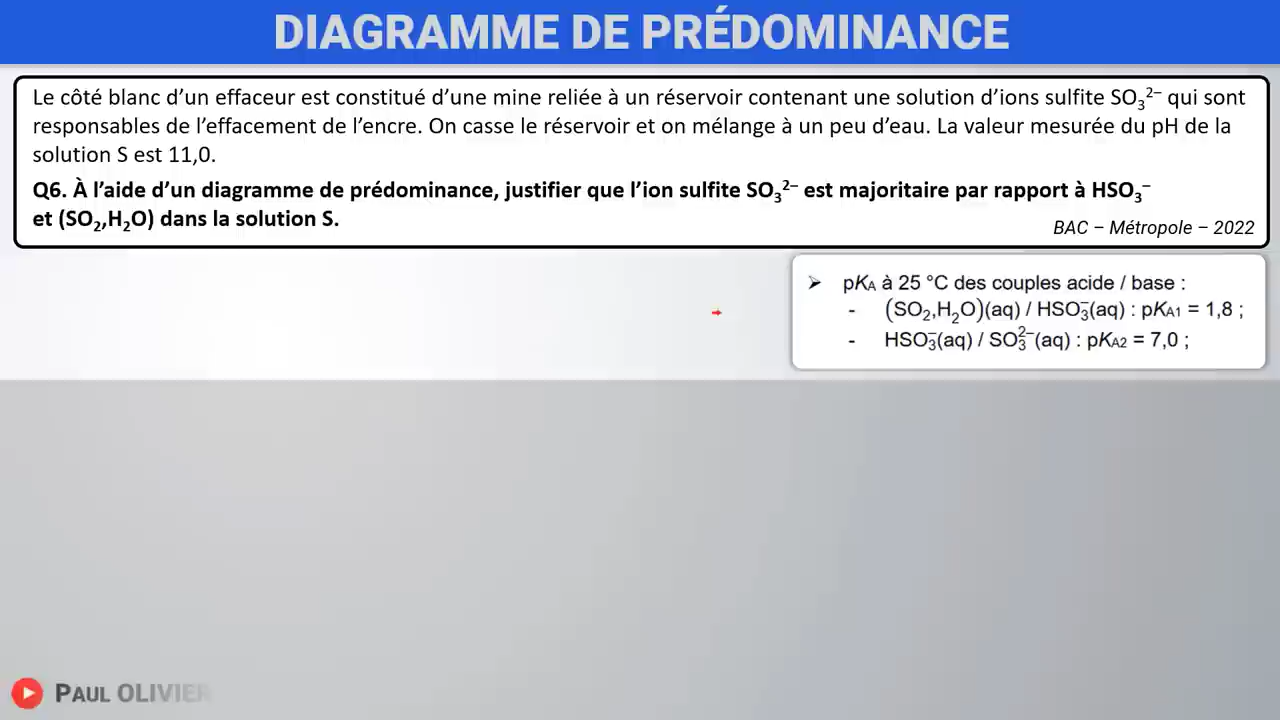 DIAGRAMME DE PRÉDOMINANCE
Le côté blanc d’un effaceur est constitué d’une mine reliée à un réservoir contenant une solution d’ions sulfite SO₃²⁻ qui sont
responsables de l’effacement de l’encre. On casse le réservoir et on mélange à un peu d’eau. La valeur mesurée du pH de la
solution S est 11,0.
Q6. À l’aide d’un diagramme de prédominance, justifier que l’ion sulfite SO₃²⁻ est majoritaire par rapport à HSO₃⁻
et (SO₂,H₂O) dans la solution S.
BAC – Métropole – 2022
➢ pKA à 25 °C des couples acide / base :
- (SO₂,H₂O)(aq) / HSO₃⁻(aq) : pKA1 = 1,8 ;
- HSO₃⁻(aq) / SO₃²⁻(aq) : pKA2 = 7,0 ;
PAUL OLIVIER